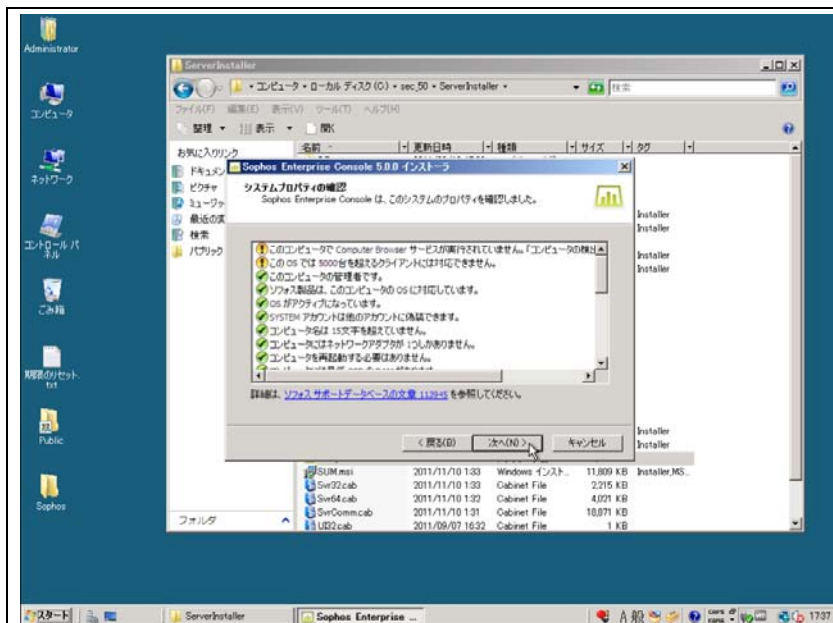 Administrator
コンピュータ
ネットワーク
コントロール パネル
ごみ箱
期限のリセット.txt
Public
Sophos
ServerInstaller
コンピュータ ・ ローカル ディスク (C) ・ sec_50 ・ ServerInstaller
検索
ファイル(F) 編集(E) 表示(V) ツール(T) ヘルプ(H)
整理 表示 開く
お気に入りリンク
名前 更新日時 種類 サイズ タグ
ピクチャ
検索
パブリック
フォルダ
Sophos Enterprise Console 5.0.0 インストーラ
システムプロパティの確認
Sophos Enterprise Console は、このシステムのプロパティを確認しました。
このコンピュータで Computer Browser サービスが実行されていません。「コンピュータの検出
この OS では 5000台を超えるクライアントには対応できません。
このコンピュータの管理者です。
ソフォス製品は、このコンピュータの OS に対応しています。
OS がアクティブになっています。
SYSTEM アカウントは他のアカウントに偽装できます。
コンピュータ名は 15文字を超えていません。
コンピュータにはネットワークアダプタが 1つしかありません。
コンピュータを再起動する必要はありません。
詳細は、ソフォス サポートデータベースの文章 112945 を参照してください。
< 戻る(B) 次へ(N) > キャンセル
Installer
Installer
Installer
Installer
Installer
Installer
SUM.msi 2011/11/10 1:33 Windows インスト... 11,809 KB Installer,MS...
Svr32.cab 2011/11/10 1:33 Cabinet File 2,215 KB
Svr64.cab 2011/11/10 1:32 Cabinet File 4,021 KB
SvrComm.cab 2011/11/10 1:31 Cabinet File 18,871 KB
UI32.cab 2011/09/07 16:32 Cabinet File 1 KB
スタート
ServerInstaller
Sophos Enterprise ...
A 般
CAPS
KANA
17:37